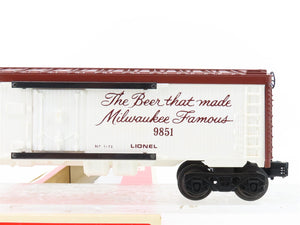 The Beer that made
Milwaukee Famous
9851
LIONEL